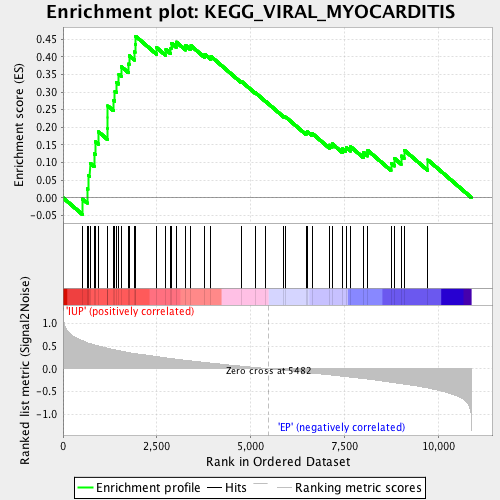 Enrichment plot: KEGG_VIRAL_MYOCARDITIS
Enrichment score (ES)
0.45
0.40
0.35
0.30
0.25
0.20
0.15
0.10
0.05
0.00
-0.05
'IUP' (positively correlated)
Ranked list metric (Signal2Noise)
1.0
0.5
0.0
-0.5
-1.0
Zero cross at 5482
'EP' (negatively correlated)
0 2,500 5,000 7,500 10,000
Rank in Ordered Dataset
Enrichment profile Hits Ranking metric scores